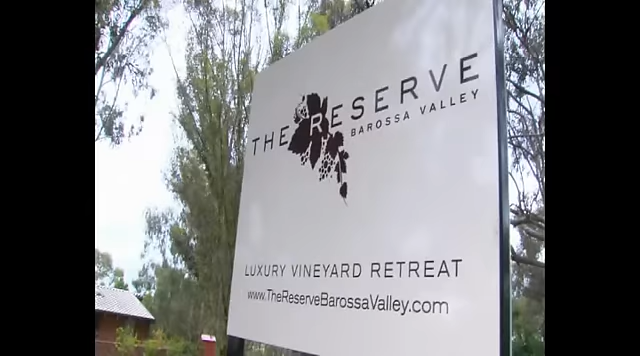 THE RESERVE
BAROSSA VALLEY
LUXURY VINEYARD RETREAT
www.TheReserveBarossaValley.com